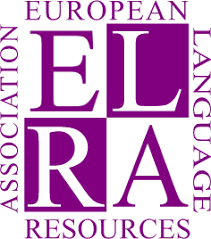 EUROPEAN
LANGUAGE
RESOURCES
ASSOCIATION
EL
RA